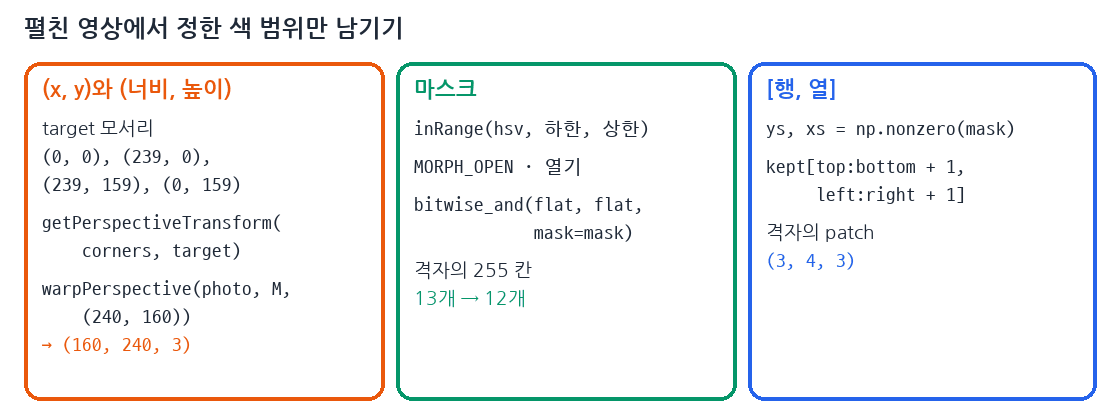 펼친 영상에서 정한 색 범위만 남기기
(x, y)와 (너비, 높이)
target 모서리
(0, 0), (239, 0),
(239, 159), (0, 159)
getPerspectiveTransform(
    corners, target)
warpPerspective(photo, M,
    (240, 160))
→ (160, 240, 3)
마스크
inRange(hsv, 하한, 상한)
MORPH_OPEN · 열기
bitwise_and(flat, flat,
            mask=mask)
격자의 255 칸
13개 → 12개
[행, 열]
ys, xs = np.nonzero(mask)
kept[top:bottom + 1,
     left:right + 1]
격자의 patch
(3, 4, 3)